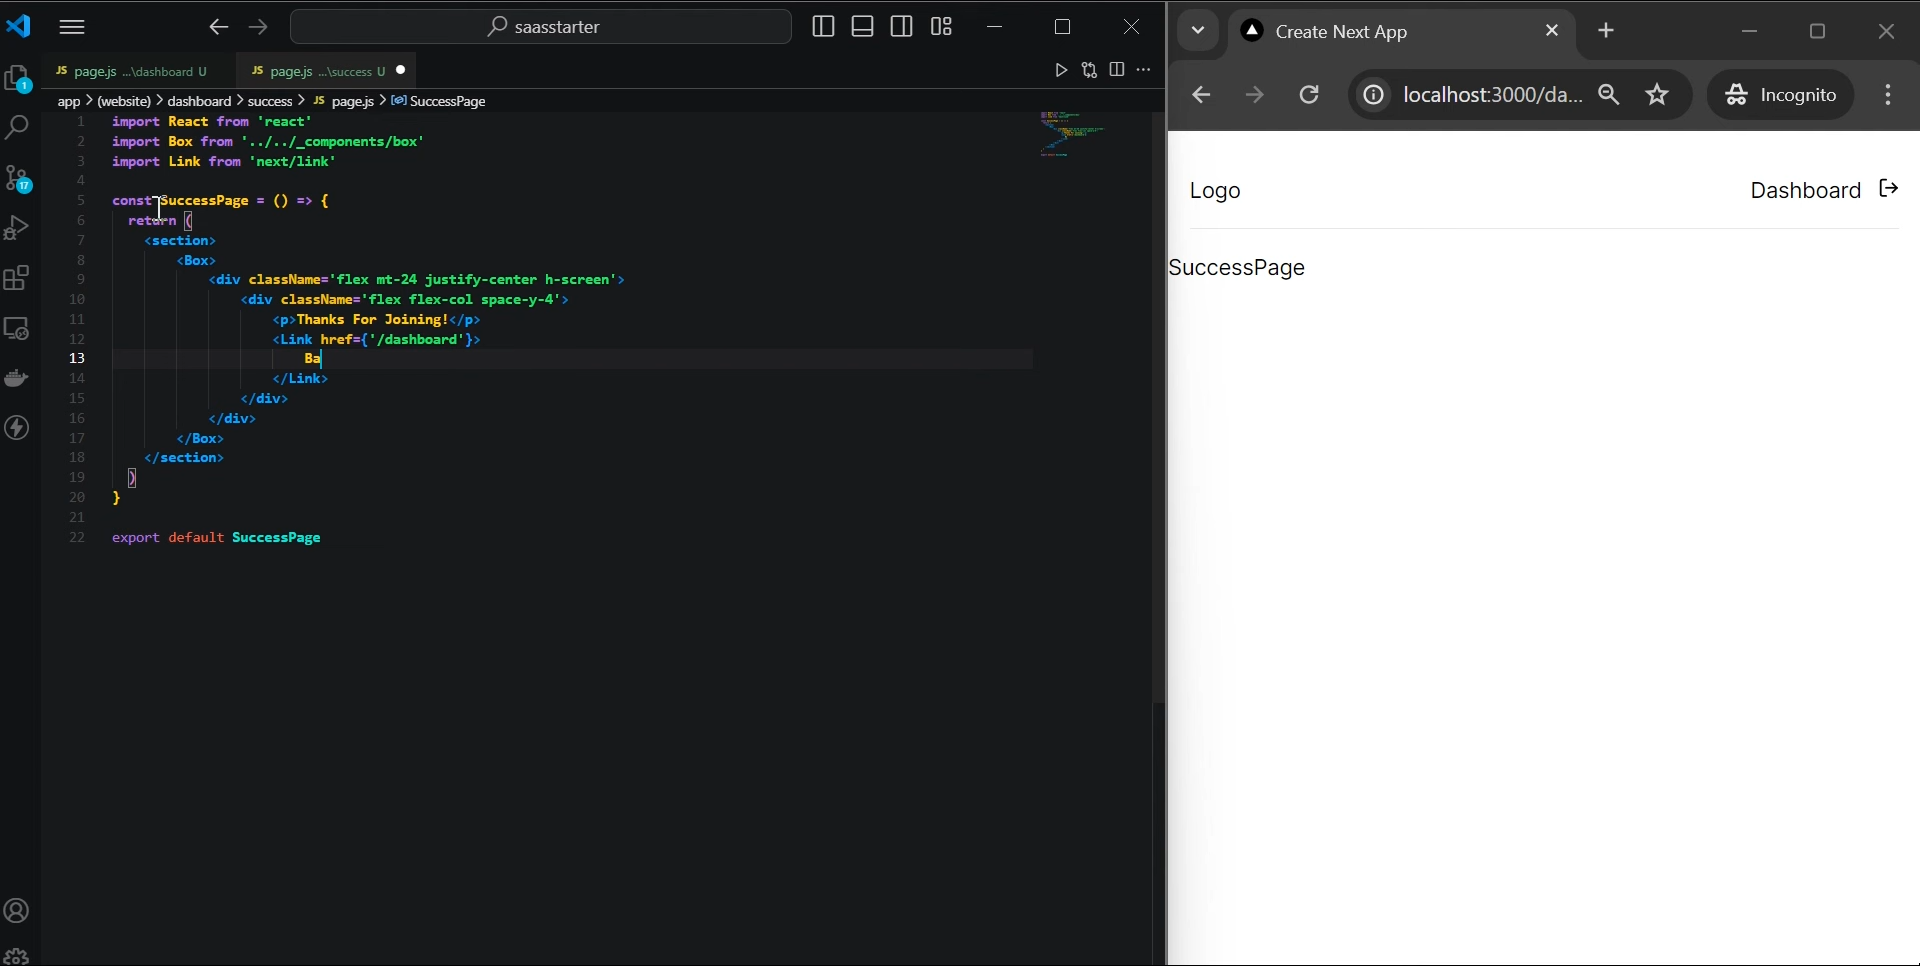 saasstarter
JS page.js ...\dashboard U
JS page.js ...\success U
app > (website) > dashboard > success > JS page.js > SuccessPage
1 import React from 'react'
2 import Box from '../../_components/box'
3 import Link from 'next/link'
4
5 const SuccessPage = () => {
6 return (
7 <section>
8 <Box>
9 <div className='flex mt-24 justify-center h-screen'>
10 <div className='flex flex-col space-y-4'>
11 <p>Thanks For Joining!</p>
12 <Link href={'/dashboard'}>
13 Ba
14 </Link>
15 </div>
16 </div>
17 </Box>
18 </section>
19 )
20 }
21
22 export default SuccessPage
1
17
Create Next App
localhost:3000/da...
Incognito
Logo
Dashboard
SuccessPage